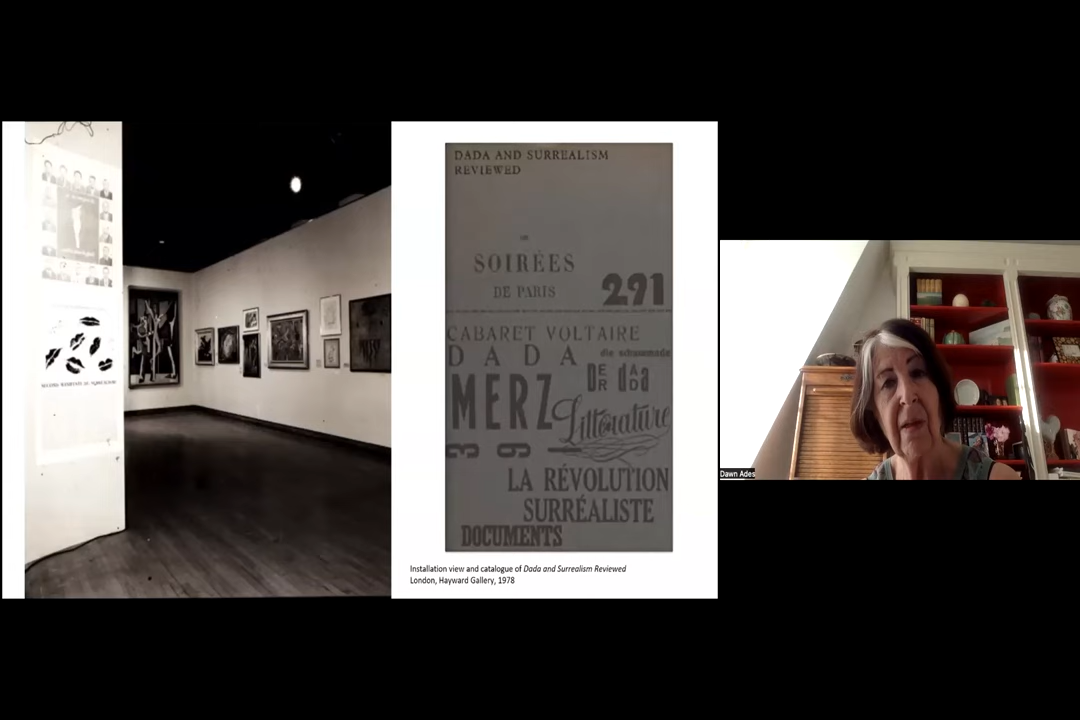 DADA AND SURREALISM
REVIEWED
SOIRÉES
DE PARIS
291
CABARET VOLTAIRE
DADA
die schammade
DER dADa
MERZ
Littérature
391
LA RÉVOLUTION
SURRÉALISTE
DOCUMENTS
Installation view and catalogue of Dada and Surrealism Reviewed
London, Hayward Gallery, 1978
Dawn Ades